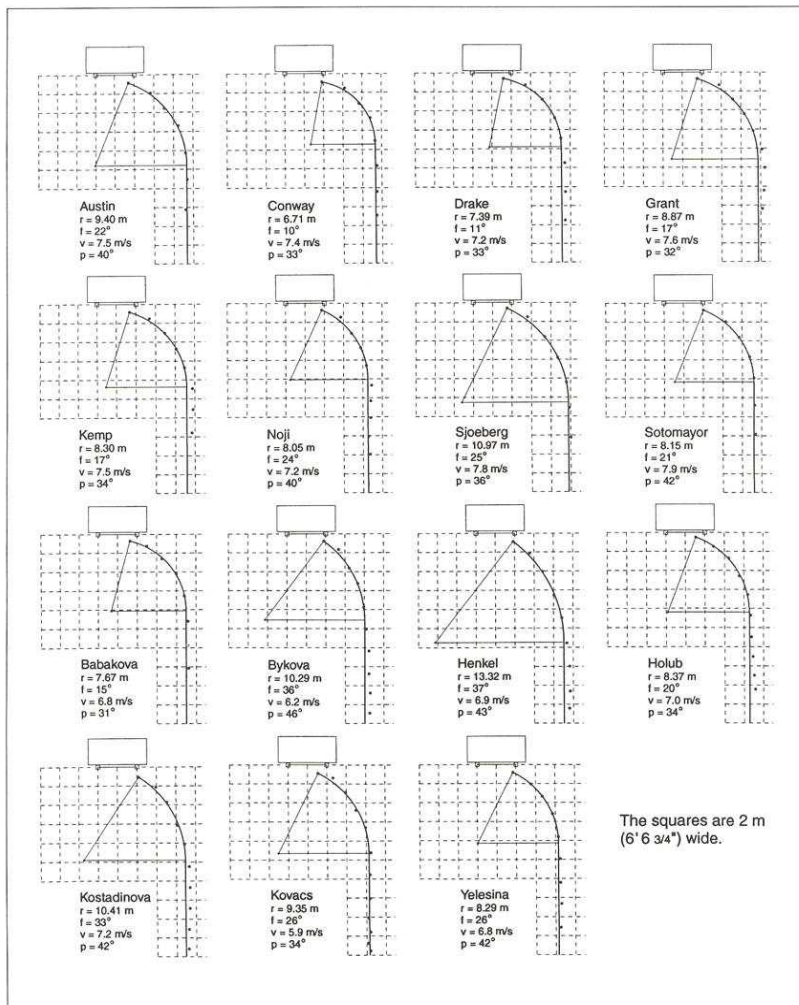 Austin
r = 9.40 m
f = 22°
v = 7.5 m/s
p = 40°
Conway
r = 6.71 m
f = 10°
v = 7.4 m/s
p = 33°
Drake
r = 7.39 m
f = 11°
v = 7.2 m/s
p = 33°
Grant
r = 8.87 m
f = 17°
v = 7.6 m/s
p = 32°
Kemp
r = 8.30 m
f = 17°
v = 7.5 m/s
p = 34°
Noji
r = 8.05 m
f = 24°
v = 7.2 m/s
p = 40°
Sjoeberg
r = 10.97 m
f = 25°
v = 7.8 m/s
p = 36°
Sotomayor
r = 8.15 m
f = 21°
v = 7.9 m/s
p = 42°
Babakova
r = 7.67 m
f = 15°
v = 6.8 m/s
p = 31°
Bykova
r = 10.29 m
f = 36°
v = 6.2 m/s
p = 46°
Henkel
r = 13.32 m
f = 37°
v = 6.9 m/s
p = 43°
Holub
r = 8.37 m
f = 20°
v = 7.0 m/s
p = 34°
Kostadinova
r = 10.41 m
f = 33°
v = 7.2 m/s
p = 42°
Kovacs
r = 9.35 m
f = 26°
v = 5.9 m/s
p = 34°
Yelesina
r = 8.29 m
f = 26°
v = 6.8 m/s
p = 42°
The squares are 2 m
(6' 6 3/4") wide.